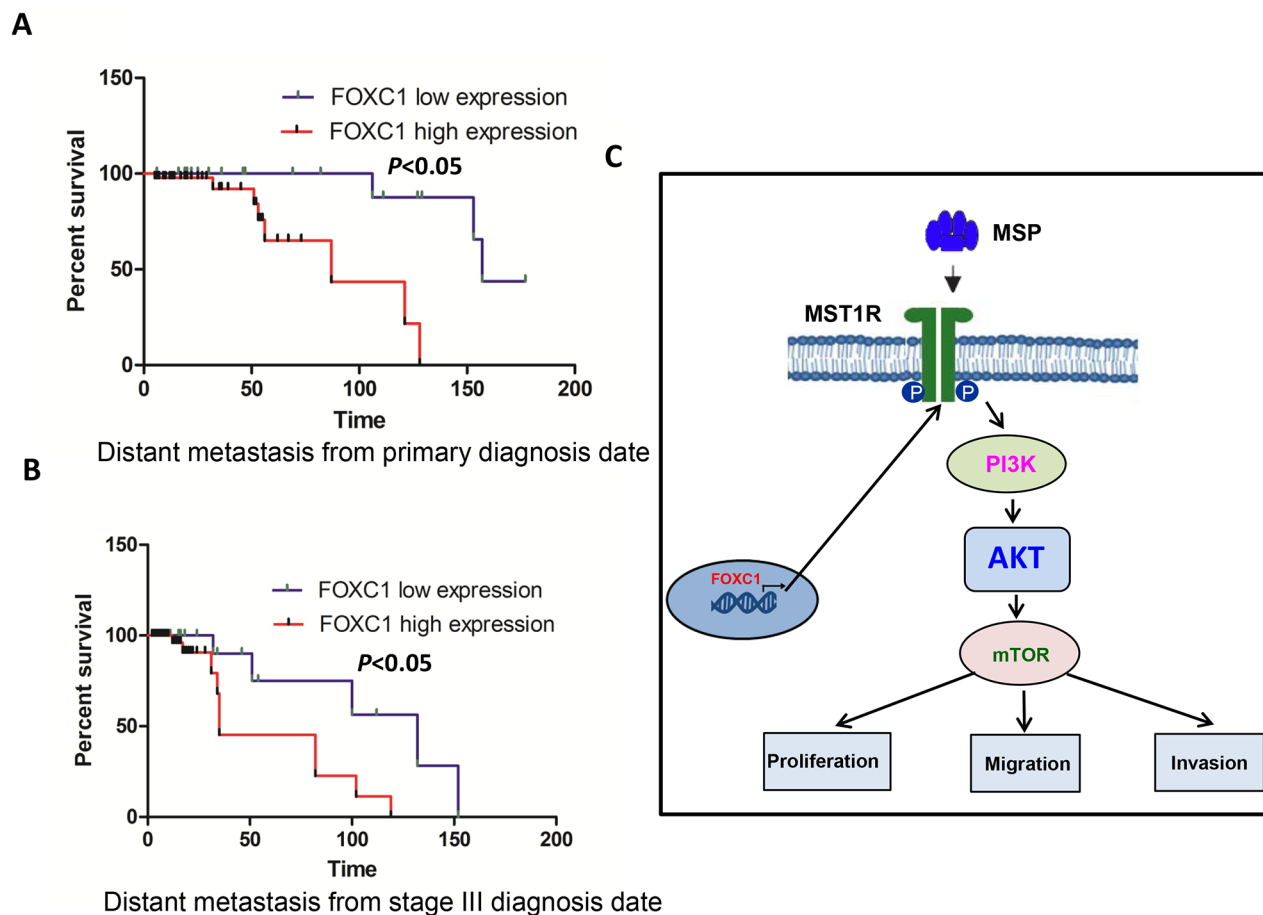 A
150
100
50
0
Percent survival
FOXC1 low expression
FOXC1 high expression
P<0.05
0 50 100 150 200
Time
Distant metastasis from primary diagnosis date
B
150
100
50
0
Percent survival
FOXC1 low expression
FOXC1 high expression
P<0.05
0 50 100 150 200
Time
Distant metastasis from stage III diagnosis date
C
MSP
MST1R
P P
PI3K
AKT
FOXC1
mTOR
Proliferation Migration Invasion